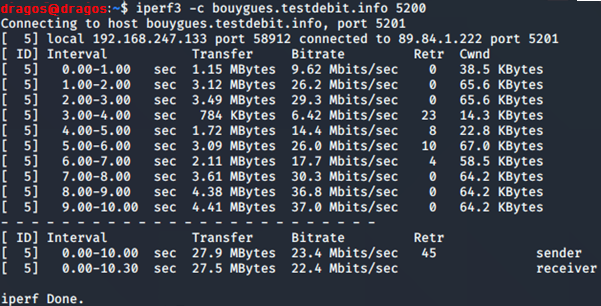 dragos@dragos:~$ iperf3 -c bouygues.testdebit.info 5200
Connecting to host bouygues.testdebit.info, port 5201
[  5] local 192.168.247.133 port 58912 connected to 89.84.1.222 port 5201
[ ID] Interval           Transfer     Bitrate         Retr  Cwnd
[  5]   0.00-1.00   sec  1.15 MBytes  9.62 Mbits/sec    0   38.5 KBytes
[  5]   1.00-2.00   sec  3.12 MBytes  26.2 Mbits/sec    0   65.6 KBytes
[  5]   2.00-3.00   sec  3.49 MBytes  29.3 Mbits/sec    0   65.6 KBytes
[  5]   3.00-4.00   sec   784 KBytes  6.42 Mbits/sec   23   14.3 KBytes
[  5]   4.00-5.00   sec  1.72 MBytes  14.4 Mbits/sec    8   22.8 KBytes
[  5]   5.00-6.00   sec  3.09 MBytes  26.0 Mbits/sec   10   67.0 KBytes
[  5]   6.00-7.00   sec  2.11 MBytes  17.7 Mbits/sec    4   58.5 KBytes
[  5]   7.00-8.00   sec  3.61 MBytes  30.3 Mbits/sec    0   64.2 KBytes
[  5]   8.00-9.00   sec  4.38 MBytes  36.8 Mbits/sec    0   64.2 KBytes
[  5]   9.00-10.00  sec  4.41 MBytes  37.0 Mbits/sec    0   64.2 KBytes
- - - - - - - - - - - - - - - - - - - - - - - - -
[ ID] Interval           Transfer     Bitrate         Retr
[  5]   0.00-10.00  sec  27.9 MBytes  23.4 Mbits/sec   45             sender
[  5]   0.00-10.30  sec  27.5 MBytes  22.4 Mbits/sec                  receiver
iperf Done.